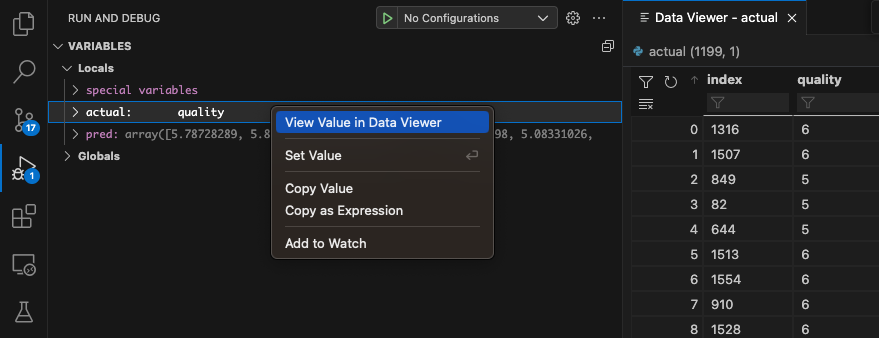 RUN AND DEBUG
No Configurations
VARIABLES
Locals
special variables
actual: quality
pred: array([5.78728289, 5.8
98, 5.08331026,
Globals
17
1
View Value in Data Viewer
Set Value
Copy Value
Copy as Expression
Add to Watch
Data Viewer - actual
actual (1199, 1)
index quality
0 1316 6
1 1507 6
2 849 5
3 82 5
4 644 5
5 1513 6
6 1554 6
7 910 6
8 1528 6